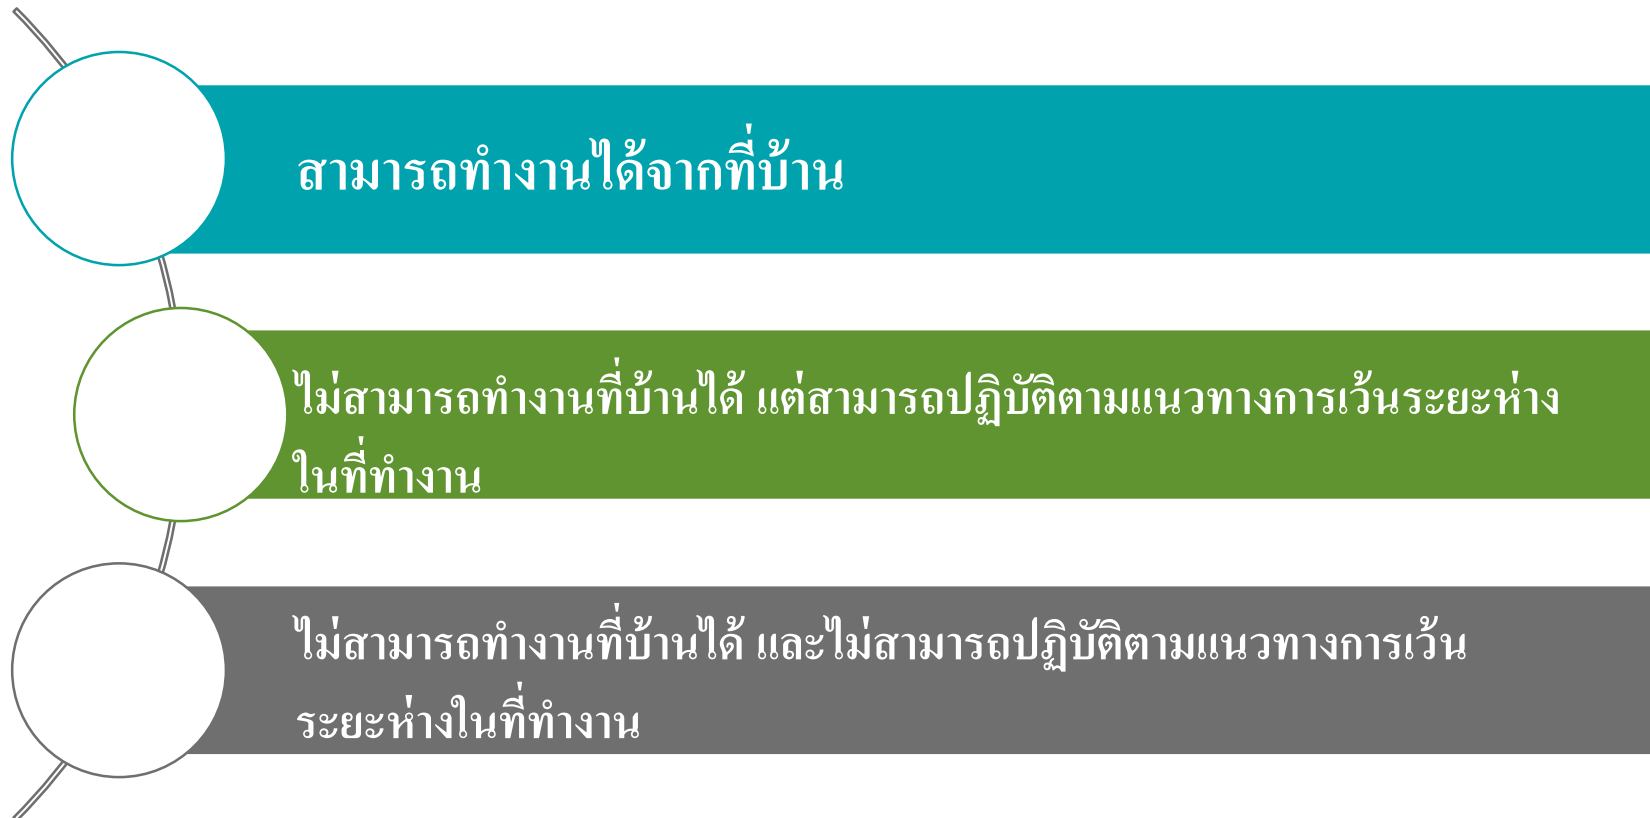 สามารถทำงานได้จากที่บ้าน
ไม่สามารถทำงานที่บ้านได้ แต่สามารถปฏิบัติตามแนวทางการเว้นระยะห่าง
ในที่ทำงาน
ไม่สามารถทำงานที่บ้านได้ และไม่สามารถปฏิบัติตามแนวทางการเว้น
ระยะห่างในที่ทำงาน